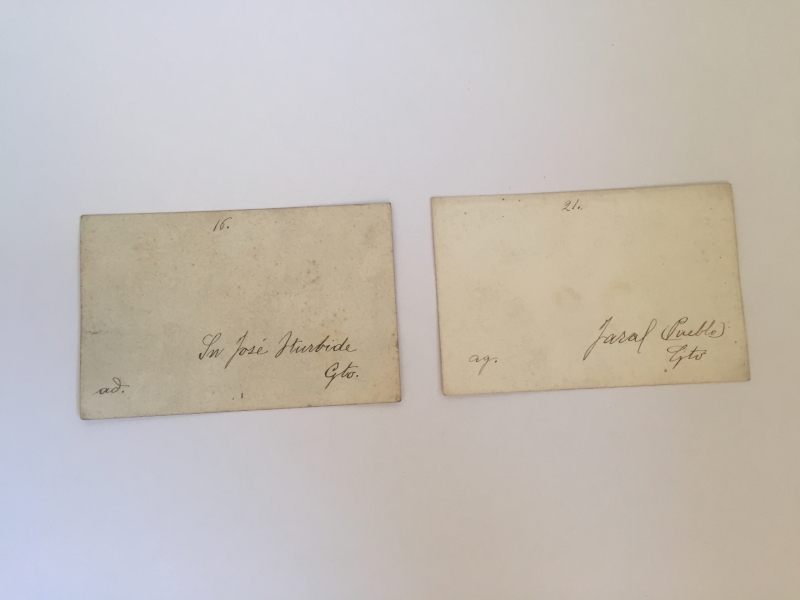 16.
Sn José Iturbide
Gto.
ad.
21.
Jaral (Pueblo)
Gto
ag.